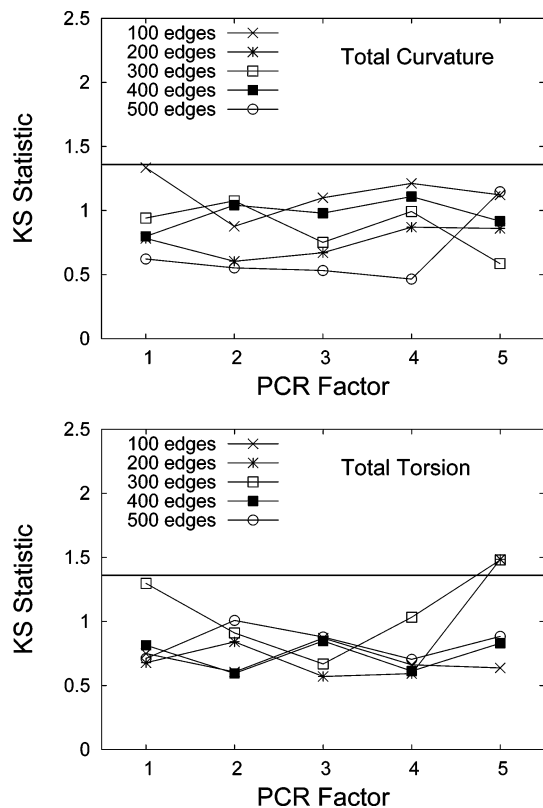 2.5
2
1.5
1
0.5
0
KS Statistic
100 edges
200 edges
300 edges
400 edges
500 edges
Total Curvature
1 2 3 4 5
PCR Factor
2.5
2
1.5
1
0.5
0
KS Statistic
100 edges
200 edges
300 edges
400 edges
500 edges
Total Torsion
1 2 3 4 5
PCR Factor